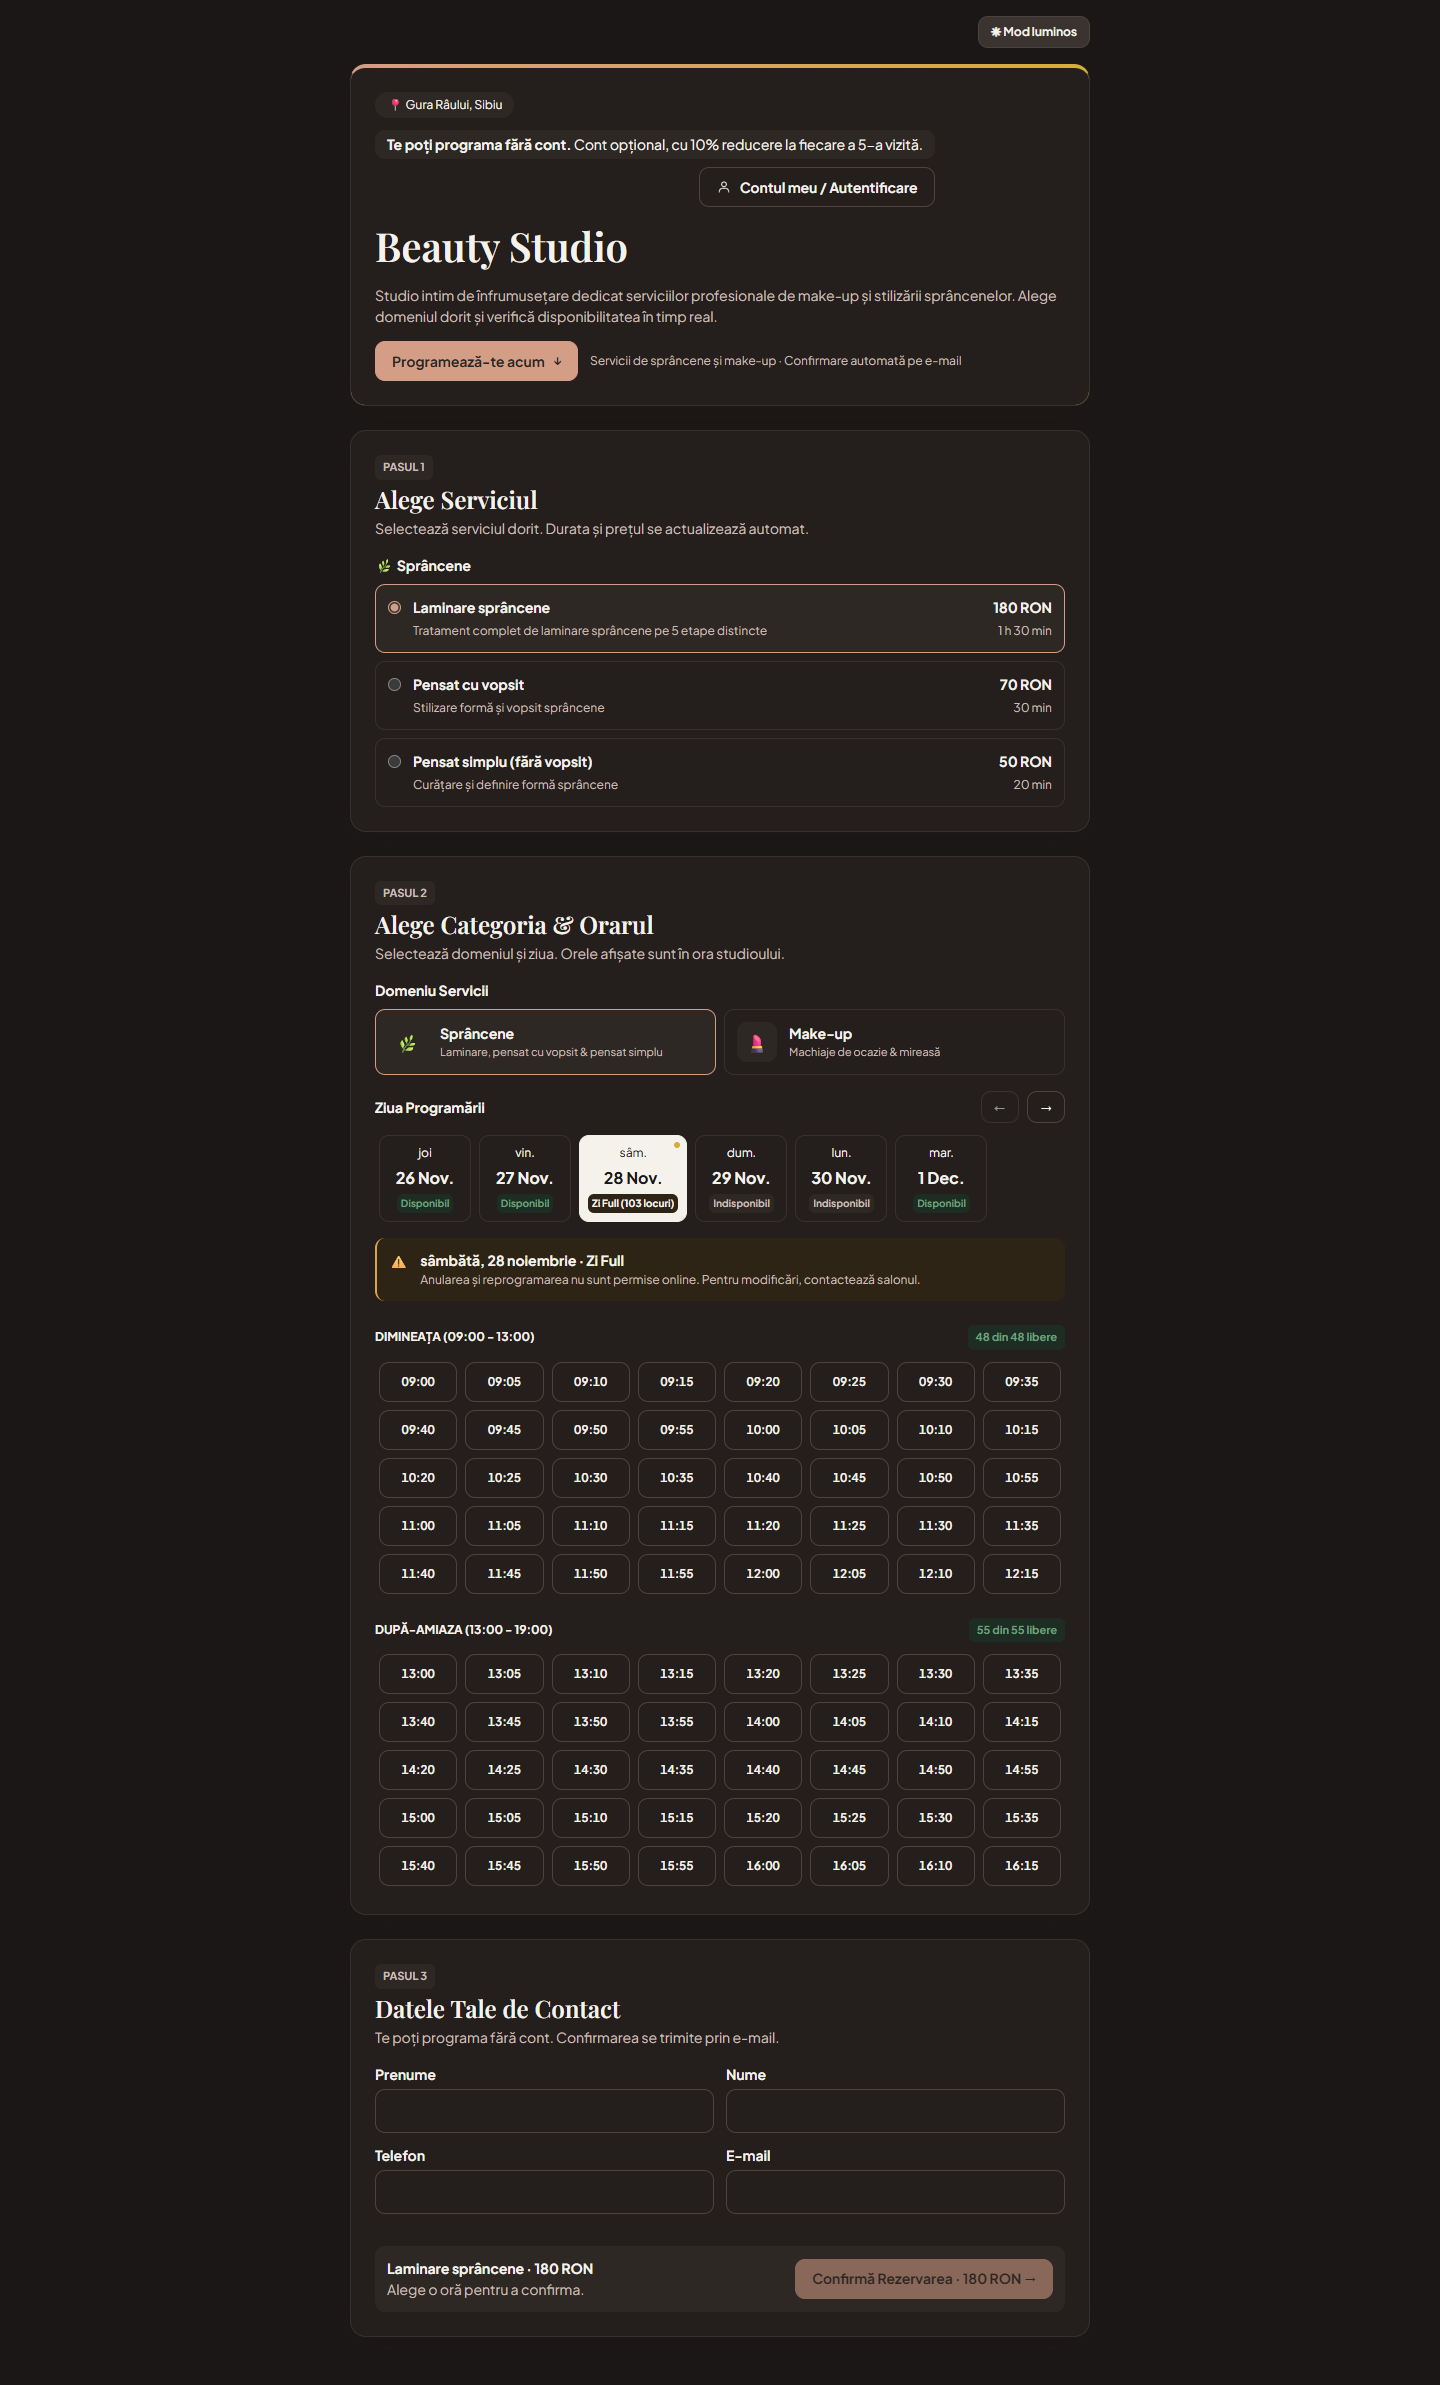 Mod luminos
Gura Râului, Sibiu
Te poți programa fără cont. Cont opțional, cu 10% reducere la fiecare a 5-a vizită.
Contul meu / Autentificare
Beauty Studio
Studio intim de înfrumusețare dedicat serviciilor profesionale de make-up și stilizării sprâncenelor. Alege
domeniul dorit și verifică disponibilitatea în timp real.
Programează-te acum ↓
Servicii de sprâncene și make-up · Confirmare automată pe e-mail
PASUL 1
Alege Serviciul
Selectează serviciul dorit. Durata și prețul se actualizează automat.
Sprâncene
Laminare sprâncene 180 RON
Tratament complet de laminare sprâncene pe 5 etape distincte 1 h 30 min
Pensat cu vopsit 70 RON
Stilizare formă și vopsit sprâncene 30 min
Pensat simplu (fără vopsit) 50 RON
Curățare și definire formă sprâncene 20 min
PASUL 2
Alege Categoria & Orarul
Selectează domeniul și ziua. Orele afișate sunt în ora studioului.
Domeniu Servicii
Sprâncene
Laminare, pensat cu vopsit & pensat simplu
Make-up
Machiaje de ocazie & mireasă
Ziua Programării ← →
joi vin. sâm. dum. lun. mar.
26 Nov. 27 Nov. 28 Nov. 29 Nov. 30 Nov. 1 Dec.
Disponibil Disponibil Zi Full (103 locuri) Indisponibil Indisponibil Disponibil
sâmbătă, 28 noiembrie · Zi Full
Anularea și reprogramarea nu sunt permise online. Pentru modificări, contactează salonul.
DIMINEAȚA (09:00 - 13:00) 48 din 48 libere
09:00 09:05 09:10 09:15 09:20 09:25 09:30 09:35
09:40 09:45 09:50 09:55 10:00 10:05 10:10 10:15
10:20 10:25 10:30 10:35 10:40 10:45 10:50 10:55
11:00 11:05 11:10 11:15 11:20 11:25 11:30 11:35
11:40 11:45 11:50 11:55 12:00 12:05 12:10 12:15
DUPĂ-AMIAZA (13:00 - 19:00) 55 din 55 libere
13:00 13:05 13:10 13:15 13:20 13:25 13:30 13:35
13:40 13:45 13:50 13:55 14:00 14:05 14:10 14:15
14:20 14:25 14:30 14:35 14:40 14:45 14:50 14:55
15:00 15:05 15:10 15:15 15:20 15:25 15:30 15:35
15:40 15:45 15:50 15:55 16:00 16:05 16:10 16:15
PASUL 3
Datele Tale de Contact
Te poți programa fără cont. Confirmarea se trimite prin e-mail.
Prenume Nume
Telefon E-mail
Laminare sprâncene · 180 RON
Alege o oră pentru a confirma.
Confirmă Rezervarea · 180 RON →